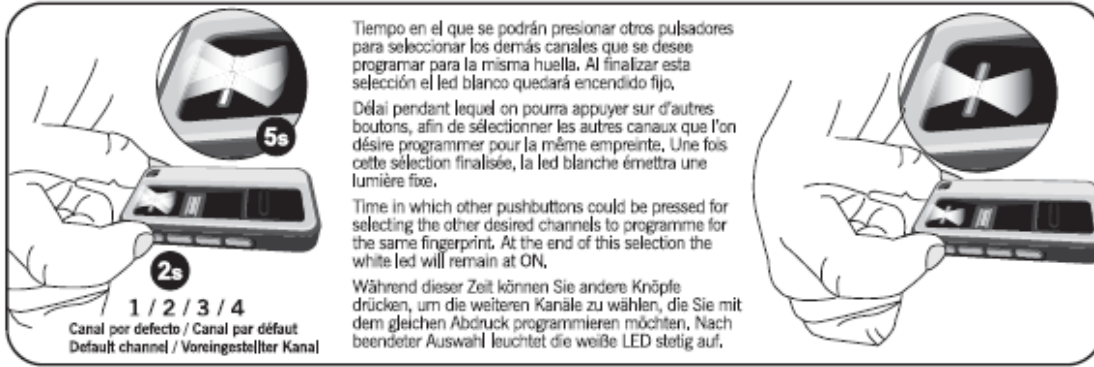 5s
2s
1 / 2 / 3 / 4
Canal por defecto / Canal par défaut
Default channel / Voreingestellter Kanal
Tiempo en el que se podrán presionar otros pulsadores
para seleccionar los demás canales que se desee
programar para la misma huella. Al finalizar esta
selección el led blanco quedará encendido fijo.
Délai pendant lequel on pourra appuyer sur d'autres
boutons, afin de sélectionner les autres canaux que l'on
désire programmer pour la même empreinte. Une fois
cette sélection finalisée, la led blanche émettra une
lumière fixe.
Time in which other pushbuttons could be pressed for
selecting the other desired channels to programme for
the same fingerprint. At the end of this selection the
white led will remain at ON.
Während dieser Zeit können Sie andere Knöpfe
drücken, um die weiteren Kanäle zu wählen, die Sie mit
dem gleichen Abdruck programmieren möchten. Nach
beendeter Auswahl leuchtet die weiße LED stetig auf.